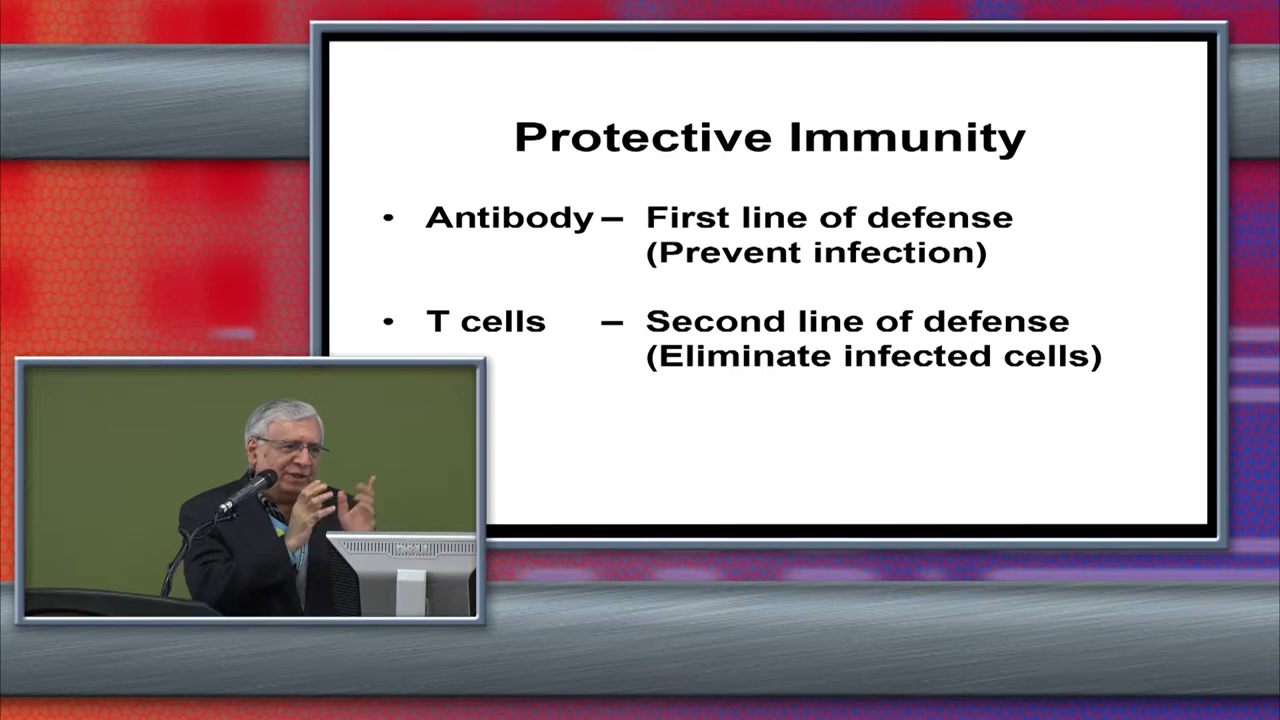 Protective Immunity
• Antibody – First line of defense
(Prevent infection)
• T cells – Second line of defense
(Eliminate infected cells)